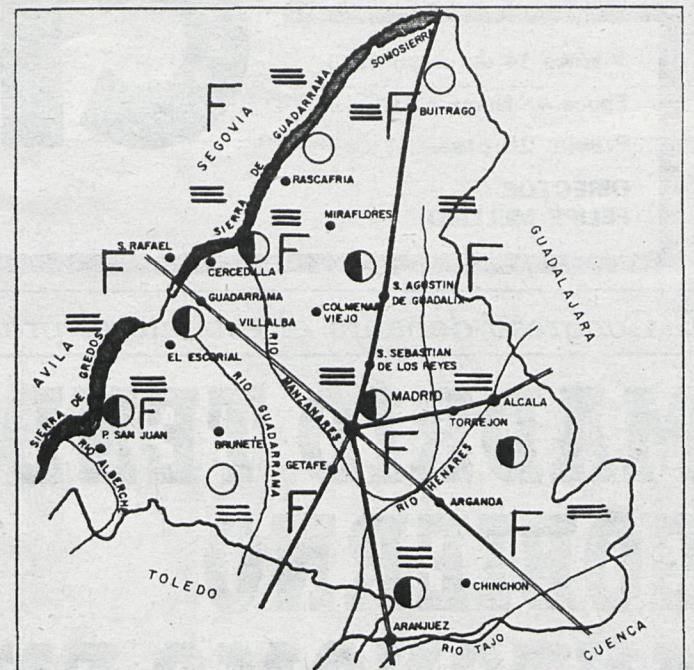 SOMOSIERRA
F
F
BUITRAGO
SEGOVIA
SIERRA DE GUADARRAMA
RASCAFRIA
MIRAFLORES
GUADALAJARA
S. RAFAEL
F
F
F
CERCEDILLA
GUADARRAMA
S. AGUSTIN
DE GUADALIX
COLMENAR
VIEJO
VILLALBA
EL ESCORIAL
AVILA
S. SEBASTIAN
DE LOS REYES
SIERRA DE GREDOS
RIO MANZANARES
RIO GUADARRAMA
MADRID
ALCALA
TORREJON
F
P. SAN JUAN
BRUNETE
RIO ALBERCHE
F
GETAFE
RIO HENARES
ARGANDA
F
F
TOLEDO
CHINCHON
ARANJUEZ
RIO TAJO
CUENCA
DIRECTOR